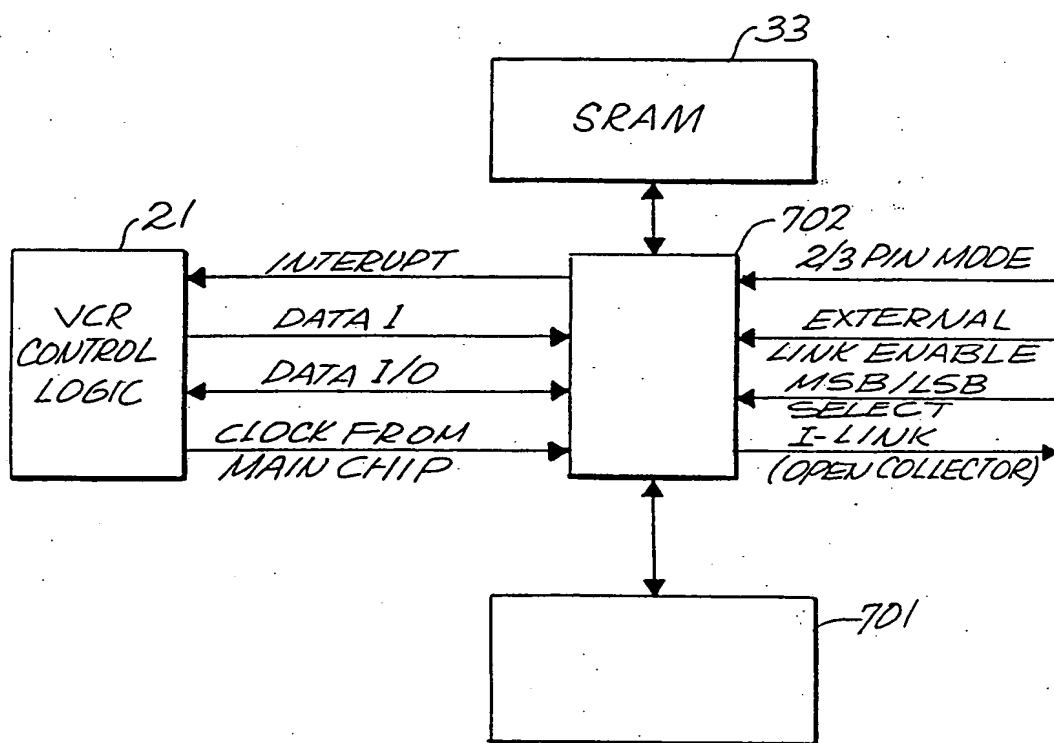 33
SRAM
21
702
INTERUPT
2/3 PIN MODE
VCR
CONTROL
LOGIC
DATA I
EXTERNAL
LINK ENABLE
DATA I/O
MSB/LSB
SELECT
CLOCK FROM
MAIN CHIP
I-LINK
(OPEN COLLECTOR)
701